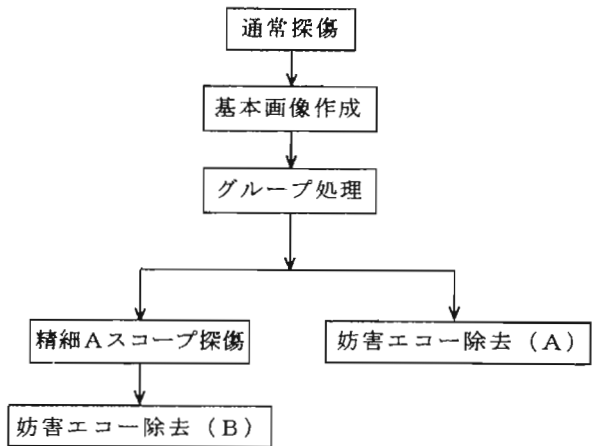 通常探傷
基本画像作成
グループ処理
精細Aスコープ探傷
妨害エコー除去(A)
妨害エコー除去(B)